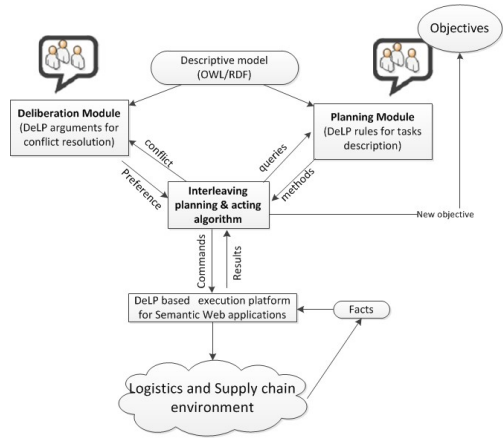 Objectives
Descriptive model
(OWL/RDF)
Deliberation Module
(DeLP arguments for
conflict resolution)
Planning Module
(DeLP rules for tasks
description)
conflict
Preference
queries
methods
Interleaving
planning & acting
algorithm
New objective
Commands
Results
DeLP based execution platform
for Semantic Web applications
Facts
Logistics and Supply chain
environment